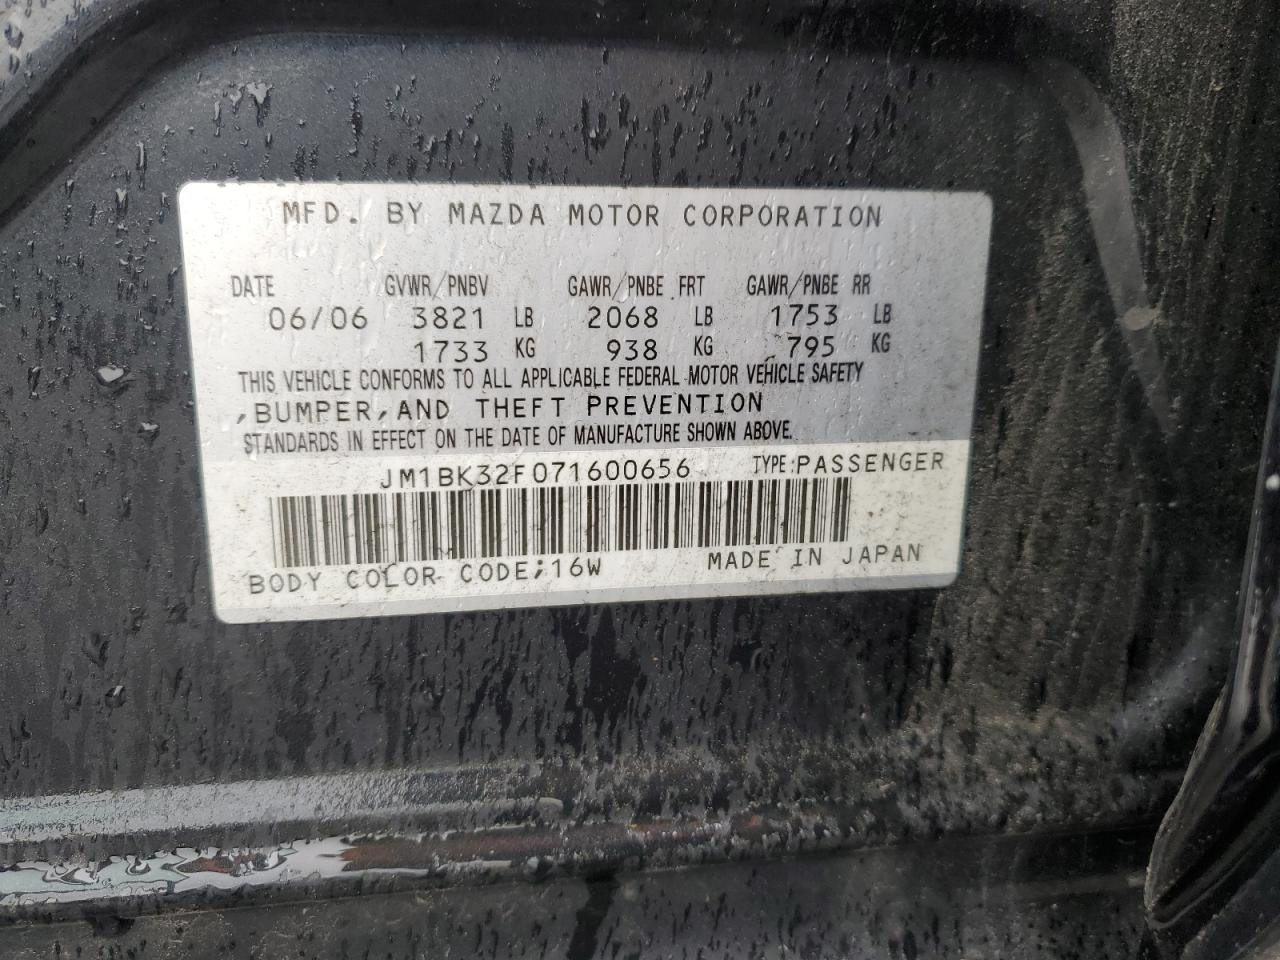 MFD. BY MAZDA MOTOR CORPORATION
DATE GVWR/PNBV GAWR/PNBE FRT GAWR/PNBE RR
06/06 3821 LB 2068 LB 1753 LB
1733 KG 938 KG 795 KG
THIS VEHICLE CONFORMS TO ALL APPLICABLE FEDERAL MOTOR VEHICLE SAFETY
,BUMPER,AND THEFT PREVENTION
STANDARDS IN EFFECT ON THE DATE OF MANUFACTURE SHOWN ABOVE.
JM1BK32F071600656 TYPE:PASSENGER
BODY COLOR CODE;16W MADE IN JAPAN